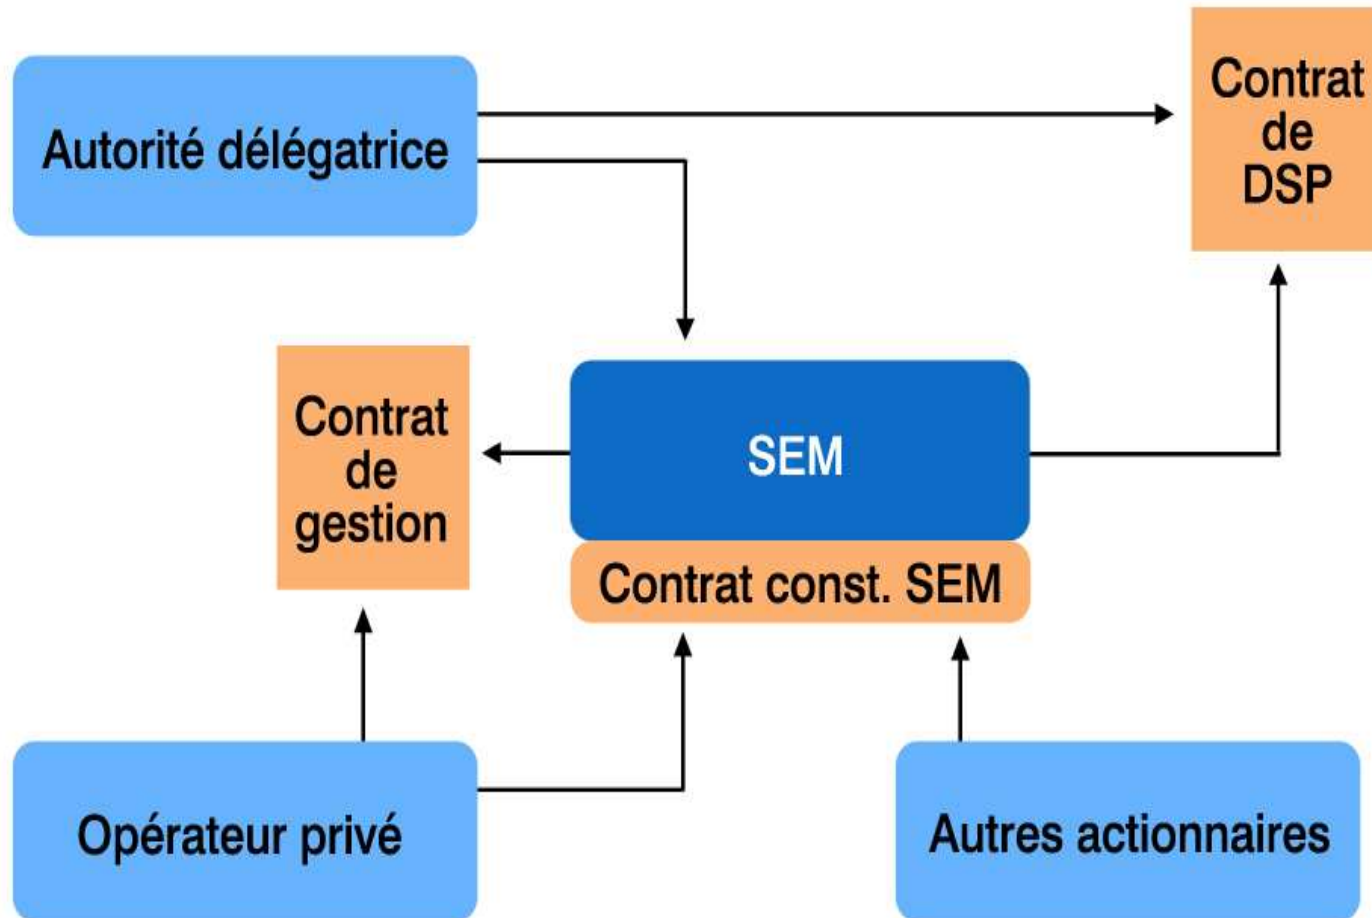 Autorité délégatrice
Contrat
de
DSP
Contrat
de
gestion
SEM
Contrat const. SEM
Opérateur privé
Autres actionnaires